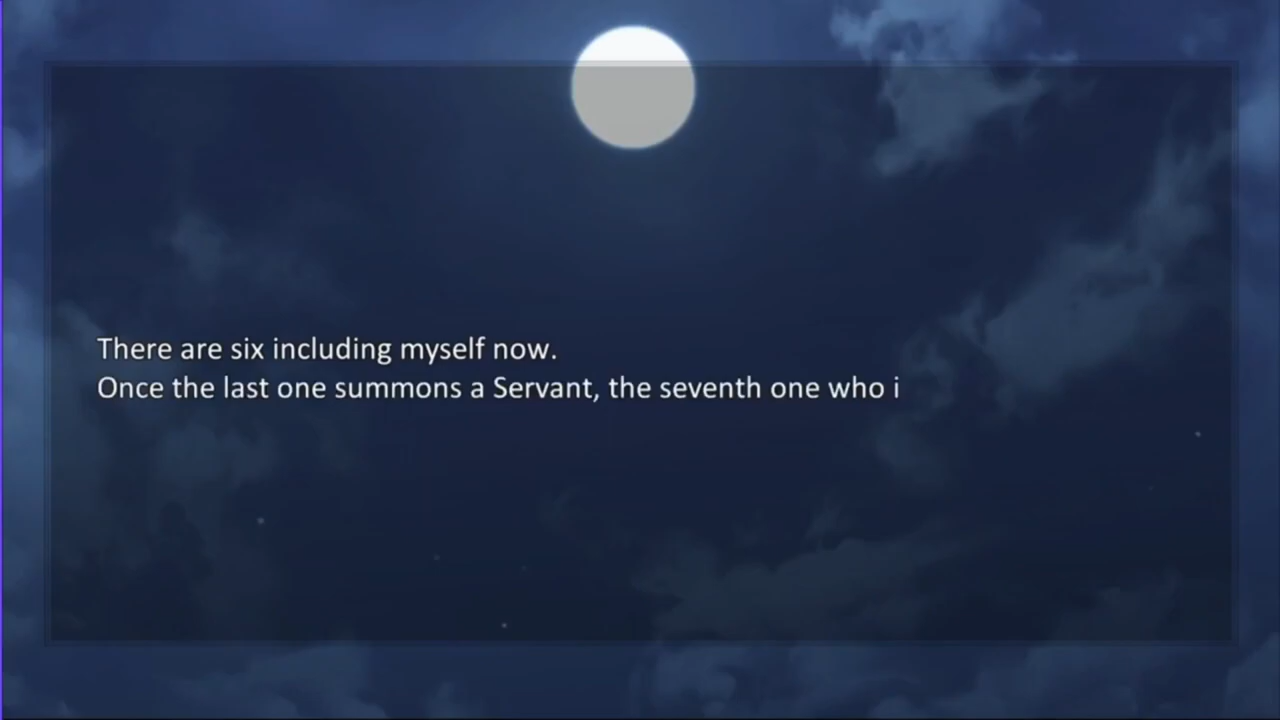 There are six including myself now.
Once the last one summons a Servant, the seventh one who i